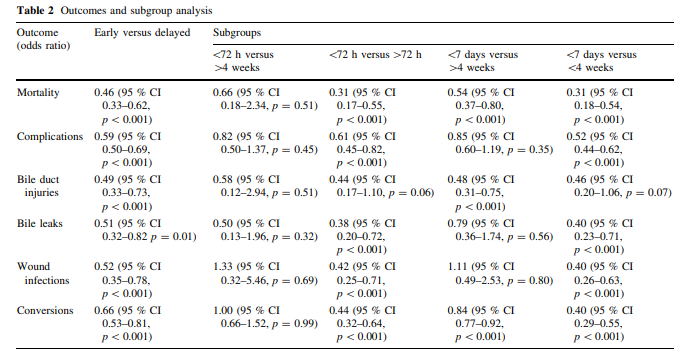 Table 2 Outcomes and subgroup analysis
Outcome (odds ratio) Early versus delayed Subgroups
<72 h versus >4 weeks <72 h versus >72 h <7 days versus >4 weeks <7 days versus <4 weeks
Mortality 0.46 (95 % CI 0.33–0.62, p < 0.001) 0.66 (95 % CI 0.18–2.34, p = 0.51) 0.31 (95 % CI 0.17–0.55, p < 0.001) 0.54 (95 % CI 0.37–0.80, p < 0.001) 0.31 (95 % CI 0.18–0.54, p < 0.001)
Complications 0.59 (95 % CI 0.50–0.69, p < 0.001) 0.82 (95 % CI 0.50–1.37, p = 0.45) 0.61 (95 % CI 0.45–0.82, p < 0.001) 0.85 (95 % CI 0.60–1.19, p = 0.35) 0.52 (95 % CI 0.44–0.62, p < 0.001)
Bile duct injuries 0.49 (95 % CI 0.33–0.73, p < 0.001) 0.58 (95 % CI 0.12–2.94, p = 0.51) 0.44 (95 % CI 0.17–1.10, p = 0.06) 0.48 (95 % CI 0.31–0.75, p < 0.001) 0.46 (95 % CI 0.20–1.06, p = 0.07)
Bile leaks 0.51 (95 % CI 0.32–0.82 p = 0.01) 0.50 (95 % CI 0.13–1.96, p = 0.32) 0.38 (95 % CI 0.20–0.72, p < 0.001) 0.79 (95 % CI 0.36–1.74, p = 0.56) 0.40 (95 % CI 0.23–0.71, p < 0.001)
Wound infections 0.52 (95 % CI 0.35–0.78, p < 0.001) 1.33 (95 % CI 0.32–5.46, p = 0.69) 0.42 (95 % CI 0.25–0.71, p < 0.001) 1.11 (95 % CI 0.49–2.53, p = 0.80) 0.40 (95 % CI 0.26–0.63, p < 0.001)
Conversions 0.66 (95 % CI 0.53–0.81, p < 0.001) 1.00 (95 % CI 0.66–1.52, p = 0.99) 0.44 (95 % CI 0.32–0.64, p < 0.001) 0.84 (95 % CI 0.77–0.92, p < 0.001) 0.40 (95 % CI 0.29–0.55, p < 0.001)